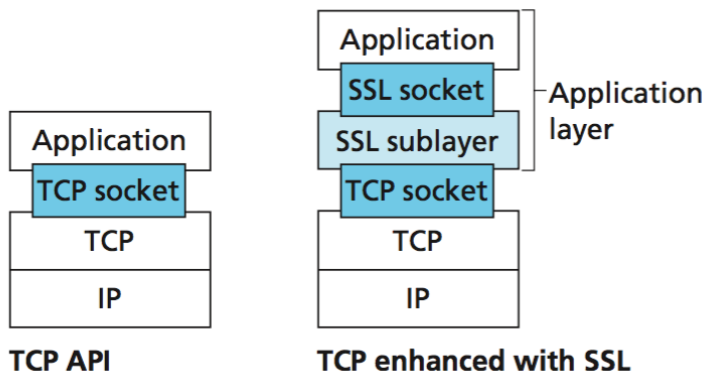 Application
TCP socket
TCP
IP
TCP API
Application
SSL socket
SSL sublayer
TCP socket
TCP
IP
Application
layer
TCP enhanced with SSL